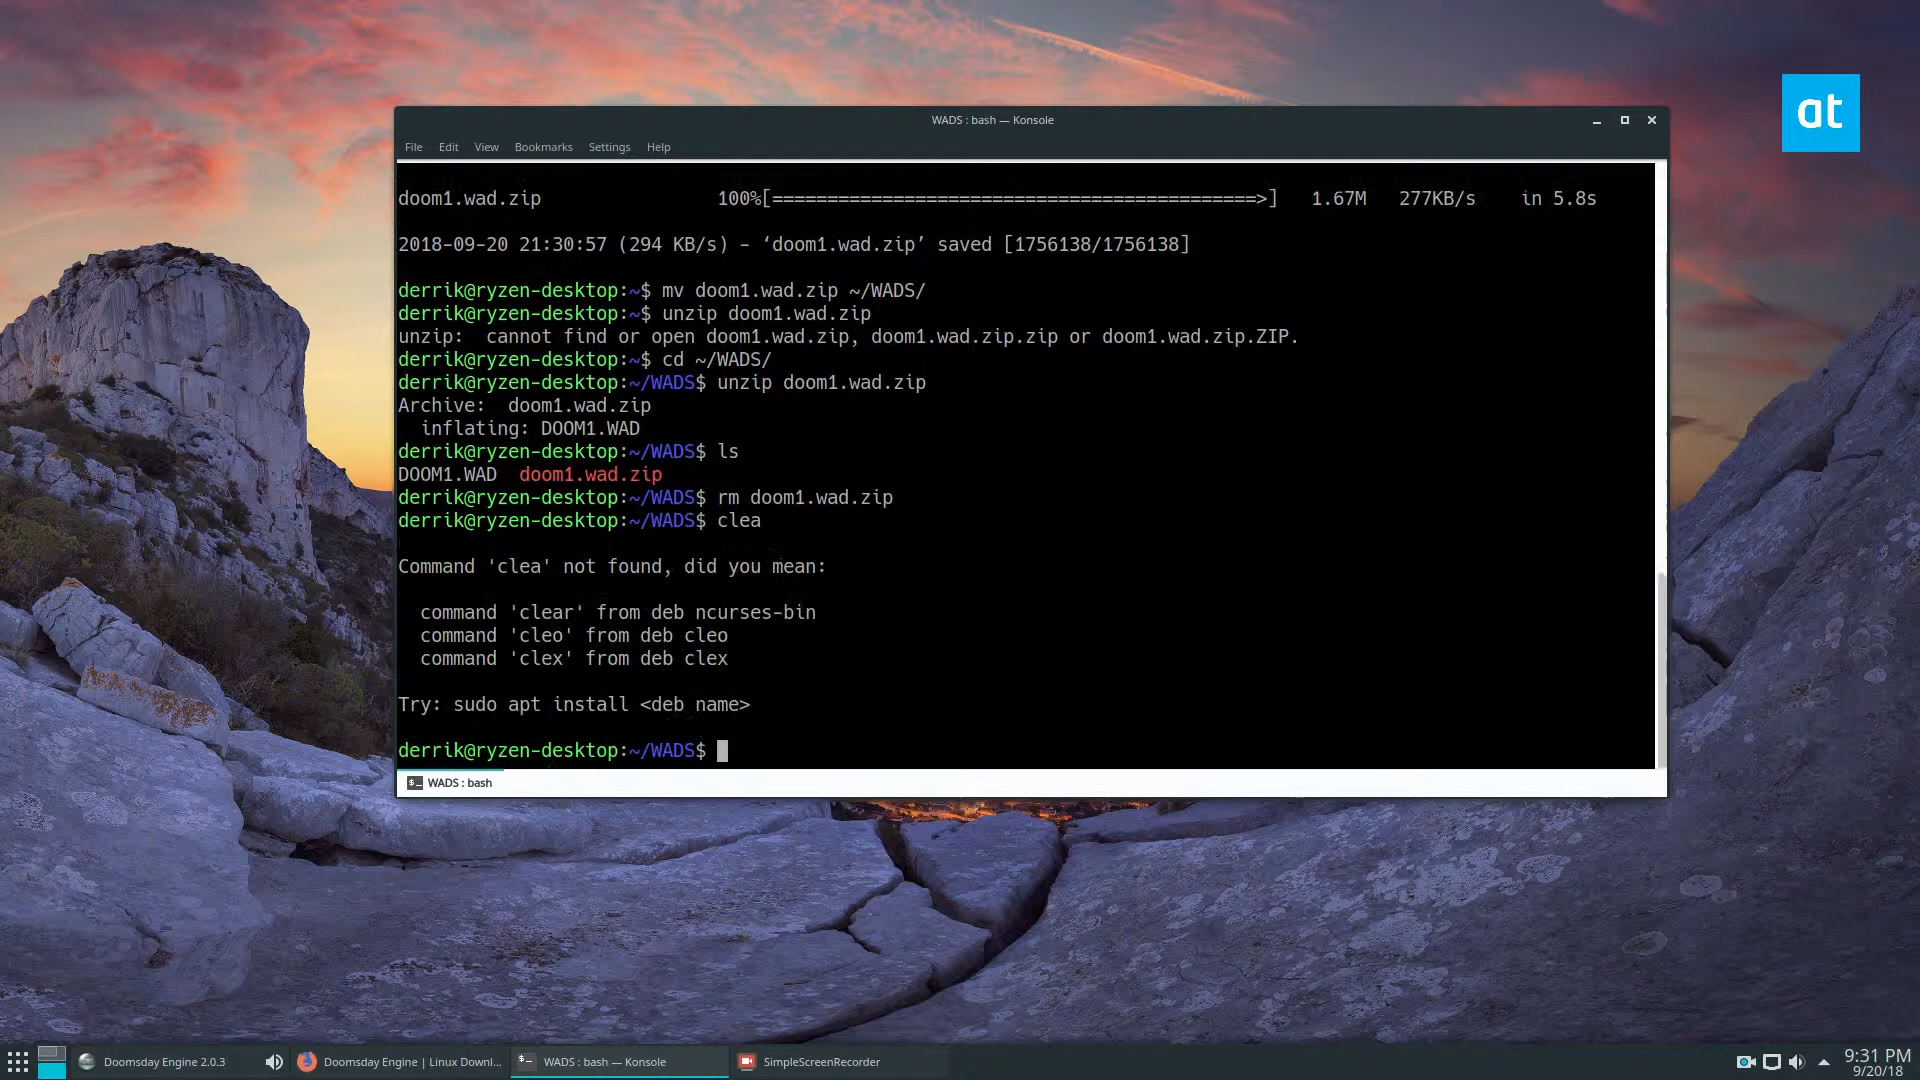 at
WADS : bash — Konsole
File Edit View Bookmarks Settings Help
doom1.wad.zip 100%[============================================>] 1.67M 277KB/s in 5.8s
2018-09-20 21:30:57 (294 KB/s) - ‘doom1.wad.zip’ saved [1756138/1756138]
derrik@ryzen-desktop:~$ mv doom1.wad.zip ~/WADS/
derrik@ryzen-desktop:~$ unzip doom1.wad.zip
unzip:  cannot find or open doom1.wad.zip, doom1.wad.zip.zip or doom1.wad.zip.ZIP.
derrik@ryzen-desktop:~$ cd ~/WADS/
derrik@ryzen-desktop:~/WADS$ unzip doom1.wad.zip
Archive:  doom1.wad.zip
  inflating: DOOM1.WAD
derrik@ryzen-desktop:~/WADS$ ls
DOOM1.WAD  doom1.wad.zip
derrik@ryzen-desktop:~/WADS$ rm doom1.wad.zip
derrik@ryzen-desktop:~/WADS$ clea
Command 'clea' not found, did you mean:
  command 'clear' from deb ncurses-bin
  command 'cleo' from deb cleo
  command 'clex' from deb clex
Try: sudo apt install <deb name>
derrik@ryzen-desktop:~/WADS$
WADS : bash
Doomsday Engine 2.0.3
Doomsday Engine | Linux Downl...
WADS : bash — Konsole
SimpleScreenRecorder
9:31 PM
9/20/18